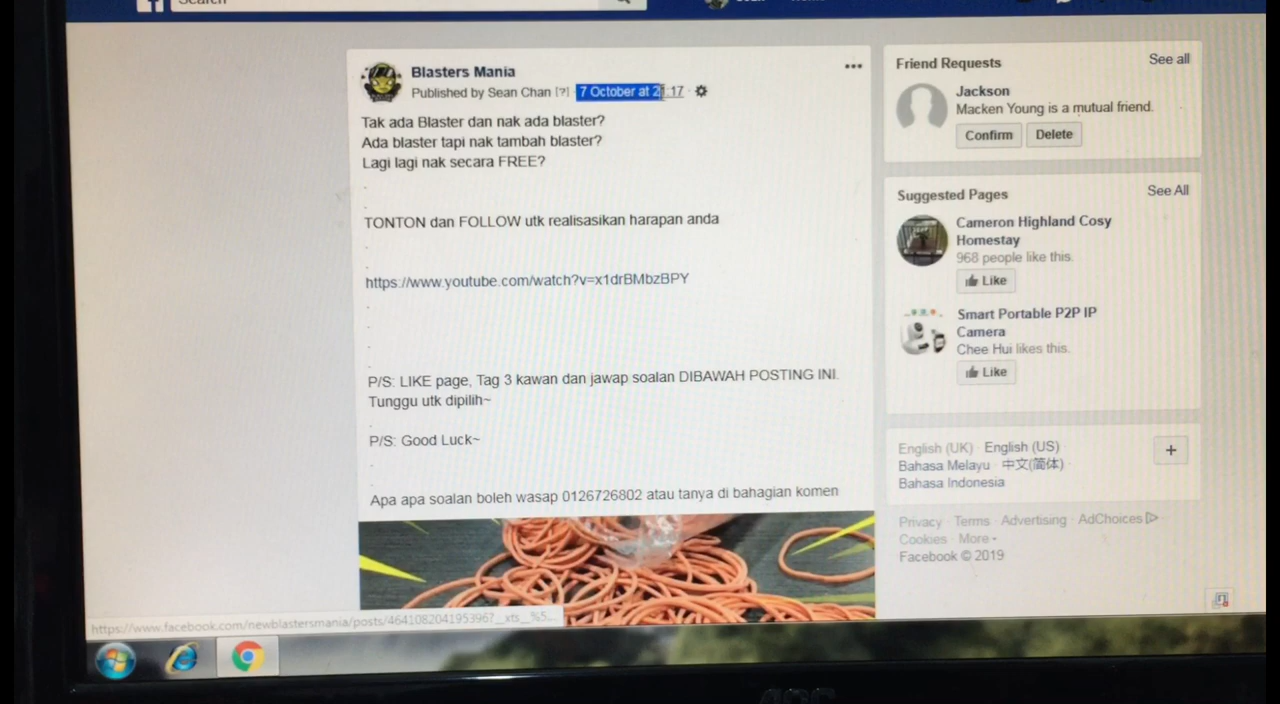 Search
Blasters Mania
Published by Sean Chan [?] · 7 October at 21:17 ·
Tak ada Blaster dan nak ada blaster?
Ada blaster tapi nak tambah blaster?
Lagi lagi nak secara FREE?
.
.
TONTON dan FOLLOW utk realisasikan harapan anda
.
.
https://www.youtube.com/watch?v=x1drBMbzBPY
.
.
.
.
P/S: LIKE page, Tag 3 kawan dan jawap soalan DIBAWAH POSTING INI.
Tunggu utk dipilih~
.
P/S: Good Luck~
.
Apa apa soalan boleh wasap 0126726802 atau tanya di bahagian komen
Friend Requests
See all
Jackson
Macken Young is a mutual friend.
Confirm Delete
Suggested Pages
See All
Cameron Highland Cosy
Homestay
968 people like this.
Like
Smart Portable P2P IP
Camera
Chee Hui likes this.
Like
English (UK) · English (US)
Bahasa Melayu · 中文(简体) ·
Bahasa Indonesia
+
Privacy · Terms · Advertising · AdChoices ·
Cookies · More
Facebook © 2019
https://www.facebook.com/newblastersmania/posts/464108204195396?__xts__%5...